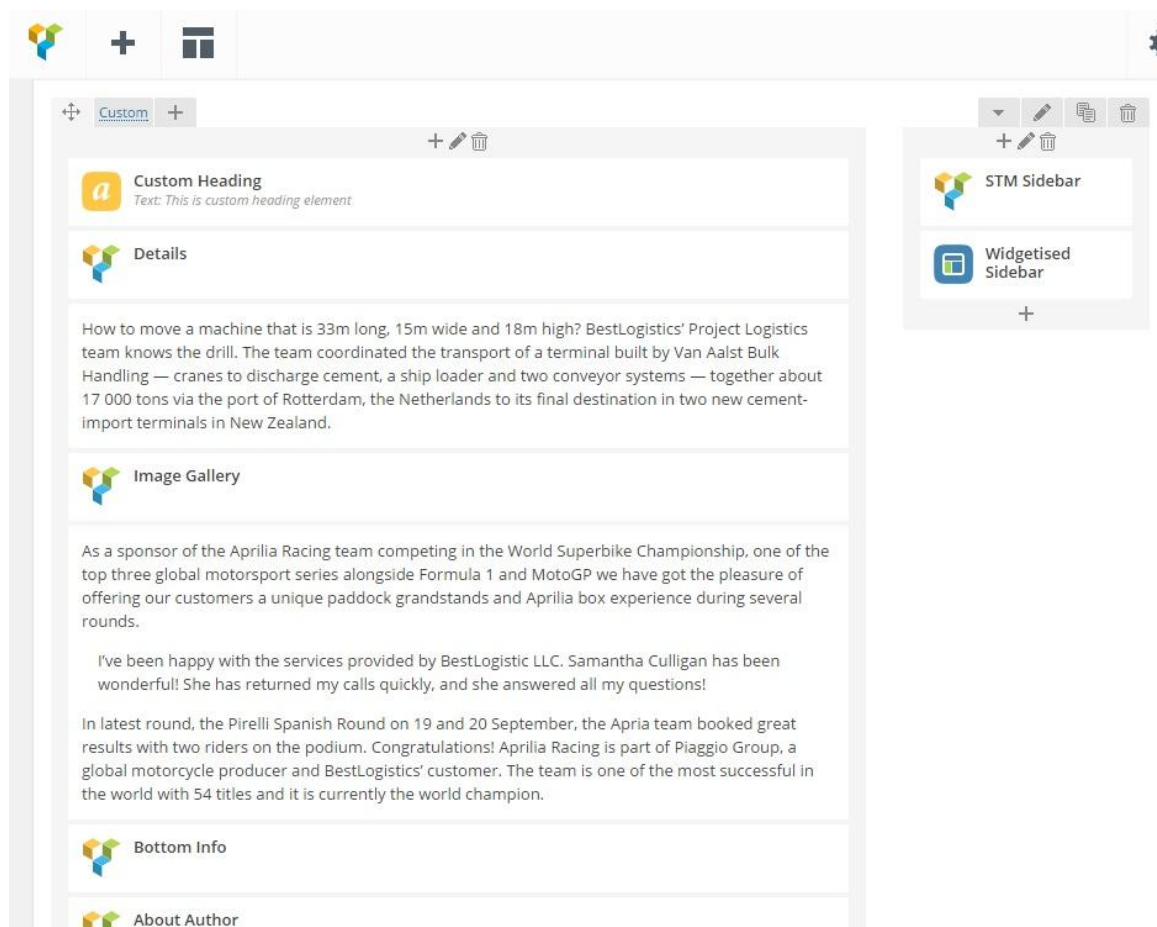 Custom
Custom Heading
Text: This is custom heading element
Details
How to move a machine that is 33m long, 15m wide and 18m high? BestLogistics’ Project Logistics
team knows the drill. The team coordinated the transport of a terminal built by Van Aalst Bulk
Handling — cranes to discharge cement, a ship loader and two conveyor systems — together about
17 000 tons via the port of Rotterdam, the Netherlands to its final destination in two new cement-
import terminals in New Zealand.
Image Gallery
As a sponsor of the Aprilia Racing team competing in the World Superbike Championship, one of the
top three global motorsport series alongside Formula 1 and MotoGP we have got the pleasure of
offering our customers a unique paddock grandstands and Aprilia box experience during several
rounds.
I’ve been happy with the services provided by BestLogistic LLC. Samantha Culligan has been
wonderful! She has returned my calls quickly, and she answered all my questions!
In latest round, the Pirelli Spanish Round on 19 and 20 September, the Apria team booked great
results with two riders on the podium. Congratulations! Aprilia Racing is part of Piaggio Group, a
global motorcycle producer and BestLogistics’ customer. The team is one of the most successful in
the world with 54 titles and it is currently the world champion.
Bottom Info
About Author
STM Sidebar
Widgetised
Sidebar